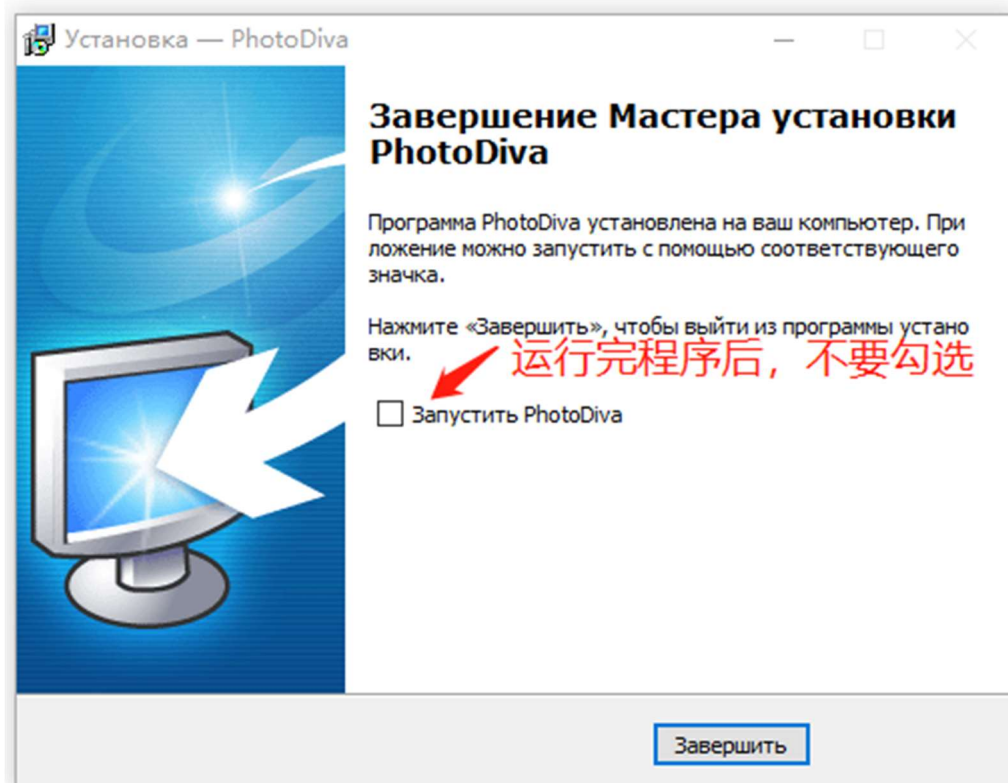 Установка — PhotoDiva
Завершение Мастера установки
PhotoDiva
Программа PhotoDiva установлена на ваш компьютер. При
ложение можно запустить с помощью соответствующего
значка.
Нажмите «Завершить», чтобы выйти из программы устано
вки.
运行完程序后，不要勾选
Запустить PhotoDiva
Завершить